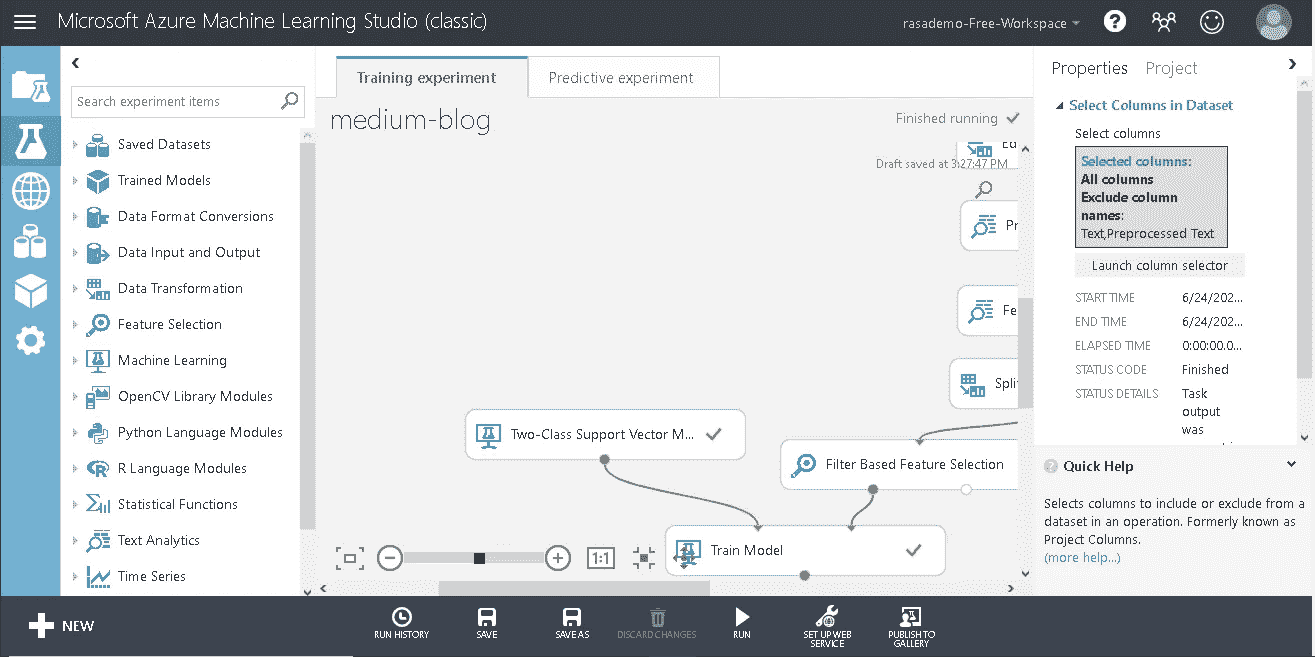 Microsoft Azure Machine Learning Studio (classic)
rasademo-Free-Workspace
Search experiment items
Saved Datasets
Trained Models
Data Format Conversions
Data Input and Output
Data Transformation
Feature Selection
Machine Learning
OpenCV Library Modules
Python Language Modules
R Language Modules
Statistical Functions
Text Analytics
Time Series
Training experiment
Predictive experiment
medium-blog
Finished running
Draft saved at 3:27:47 PM
Ed
Pr
Fe
Spli
Two-Class Support Vector M...
Filter Based Feature Selection
Train Model
1:1
Properties Project
Select Columns in Dataset
Select columns
Selected columns:
All columns
Exclude column
names:
Text,Preprocessed Text
Launch column selector
START TIME 6/24/202...
END TIME 6/24/202...
ELAPSED TIME 0:00:00.0...
STATUS CODE Finished
STATUS DETAILS Task
output
was
Quick Help
Selects columns to include or exclude from a
dataset in an operation. Formerly known as
Project Columns.
(more help...)
NEW
RUN HISTORY
SAVE
SAVE AS
DISCARD CHANGES
RUN
SET UP WEB
SERVICE
PUBLISH TO
GALLERY